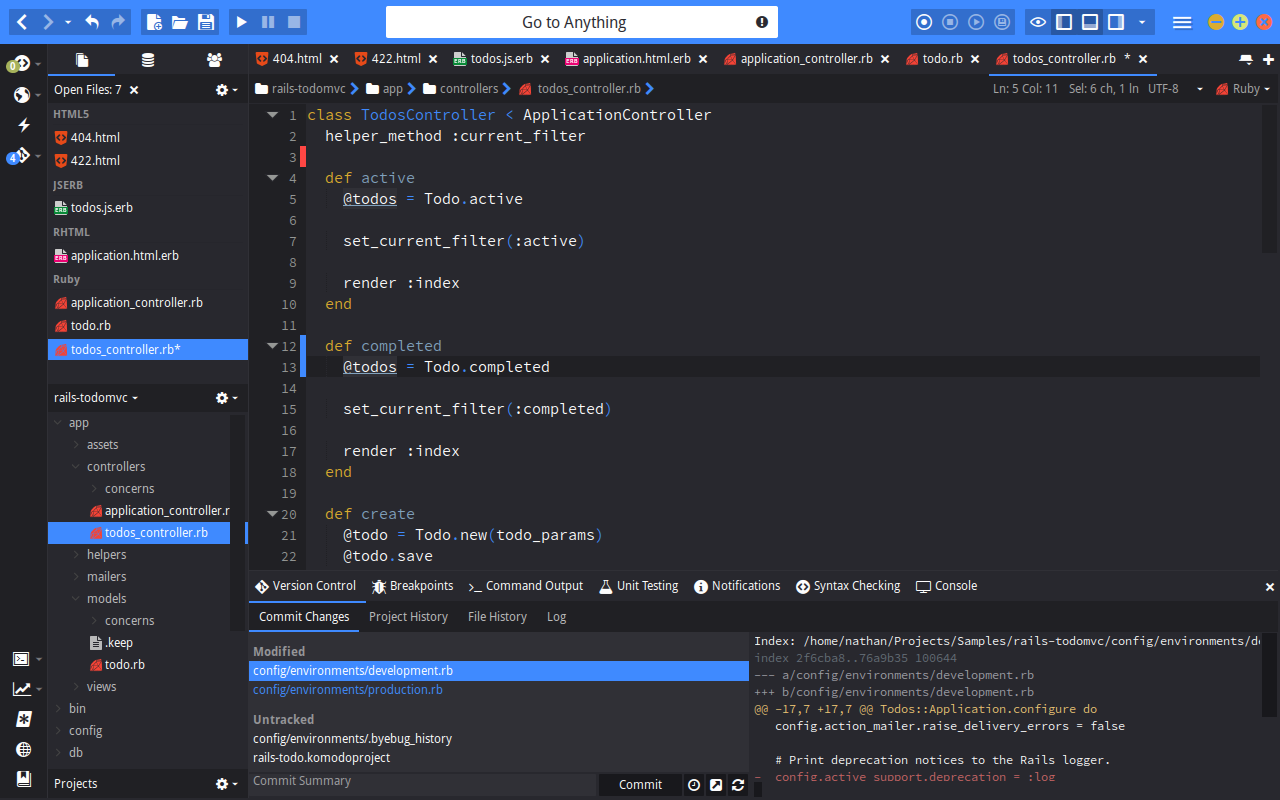 Go to Anything
404.html
422.html
todos.js.erb
application.html.erb
application_controller.rb
todo.rb
todos_controller.rb *
0
4
Open Files: 7
HTML5
404.html
422.html
JSERB
todos.js.erb
RHTML
application.html.erb
Ruby
application_controller.rb
todo.rb
todos_controller.rb*
rails-todomvc
app
assets
controllers
concerns
application_controller.r
todos_controller.rb
helpers
mailers
models
concerns
.keep
todo.rb
views
bin
config
db
Projects
rails-todomvc app controllers todos_controller.rb
Ln: 5 Col: 11 Sel: 6 ch, 1 ln UTF-8 Ruby
1 class TodosController < ApplicationController
2 helper_method :current_filter
3
4 def active
5 @todos = Todo.active
6
7 set_current_filter(:active)
8
9 render :index
10 end
11
12 def completed
13 @todos = Todo.completed
14
15 set_current_filter(:completed)
16
17 render :index
18 end
19
20 def create
21 @todo = Todo.new(todo_params)
22 @todo.save
Version Control Breakpoints Command Output Unit Testing Notifications Syntax Checking Console
Commit Changes Project History File History Log
Modified
config/environments/development.rb
config/environments/production.rb
Untracked
config/environments/.byebug_history
rails-todo.komodoproject
Commit Summary
Commit
Index: /home/nathan/Projects/Samples/rails-todomvc/config/environments/de
index 2f6cba8..76a9b35 100644
--- a/config/environments/development.rb
+++ b/config/environments/development.rb
@@ -17,7 +17,7 @@ Todos::Application.configure do
config.action_mailer.raise_delivery_errors = false
# Print deprecation notices to the Rails logger.
- config.active_support.deprecation = :log